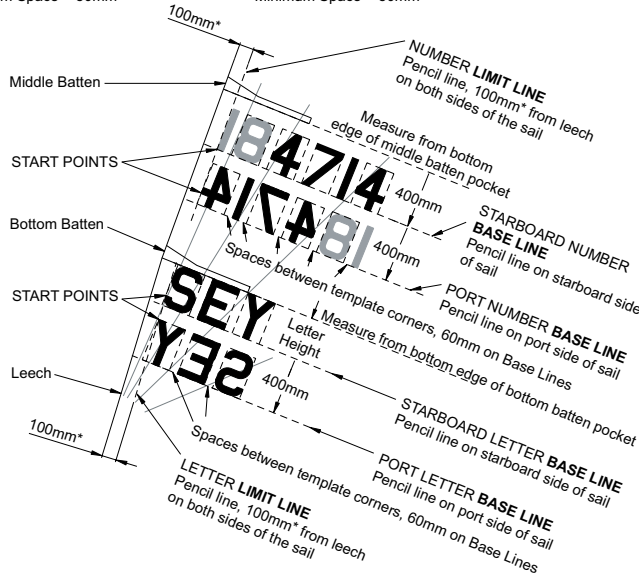 100mm*
NUMBER LIMIT LINE
Pencil line, 100mm* from leech
on both sides of the sail
Middle Batten
Measure from bottom
edge of middle batten pocket
184714
400mm
START POINTS
STARBOARD NUMBER
BASE LINE
Pencil line on starboard side
of sail
184714
400mm
Bottom Batten
Spaces between template corners, 60mm on Base Lines
PORT NUMBER BASE LINE
Pencil line on port side of sail
START POINTS
SEY
Letter
Height
Measure from bottom edge of bottom batten pocket
SEY
400mm
Leech
STARBOARD LETTER BASE LINE
Pencil line on starboard side of sail
100mm*
Spaces between template corners, 60mm on Base Lines
PORT LETTER BASE LINE
Pencil line on port side of sail
LETTER LIMIT LINE
Pencil line, 100mm* from leech
on both sides of the sail